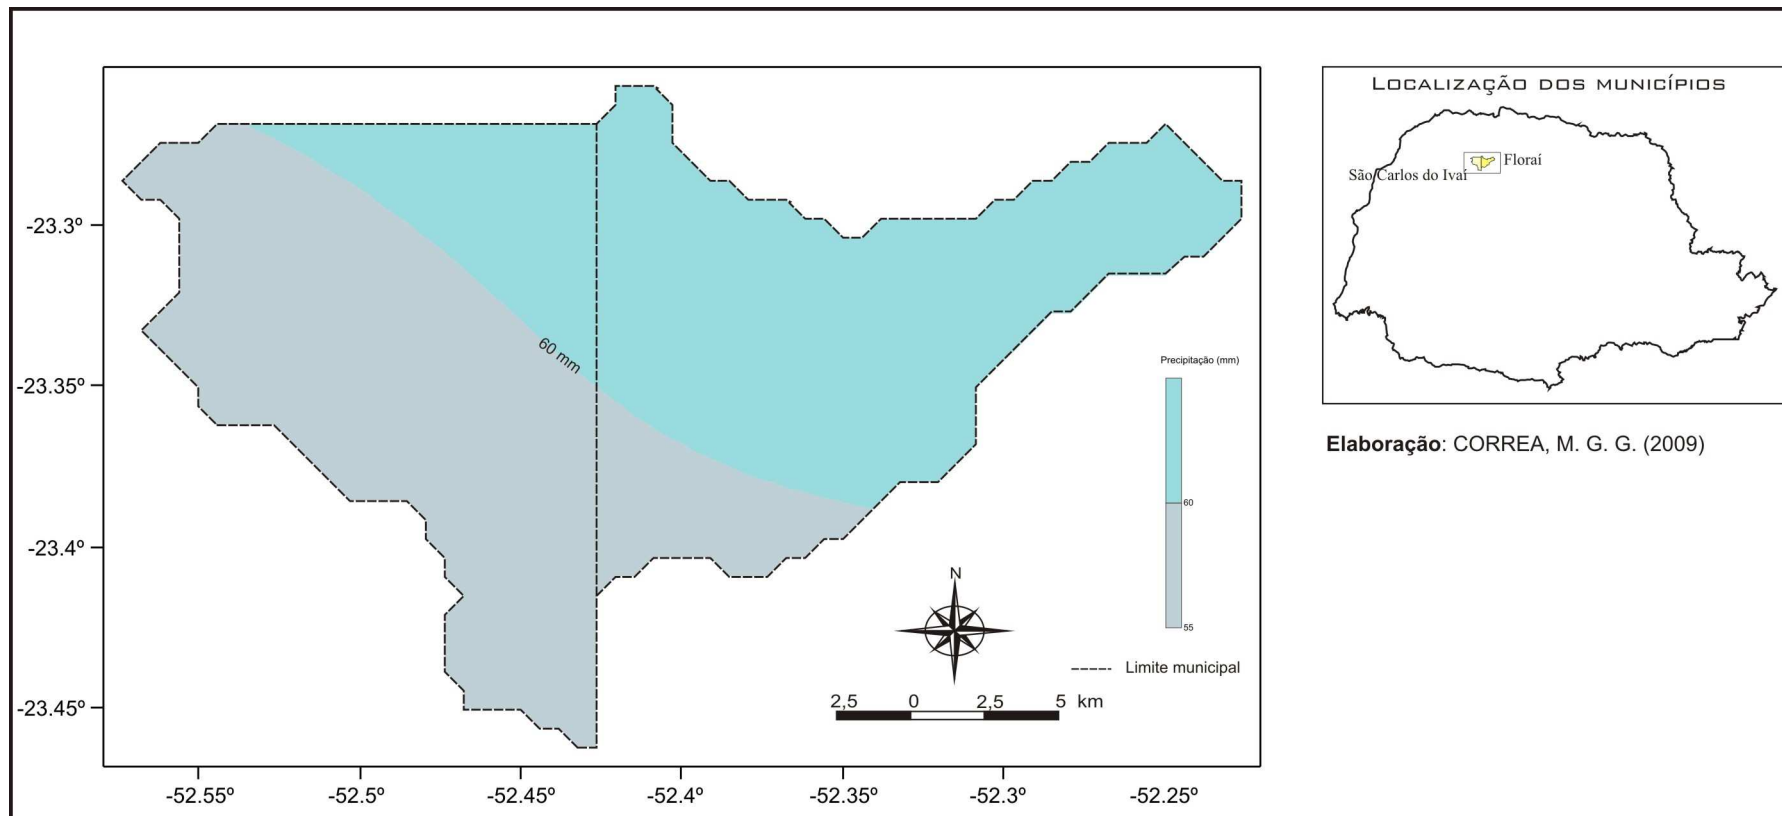 LOCALIZAÇÃO DOS MUNICÍPIOS
Floraí
São Carlos do Ivaí
Elaboração: CORREA, M. G. G. (2009)
-23.3º
-23.35º
-23.4º
-23.45º
60 mm
Precipitação (mm)
60
55
N
Limite municipal
2,5 0 2,5 5 km
-52.55º -52.5º -52.45º -52.4º -52.35º -52.3º -52.25º